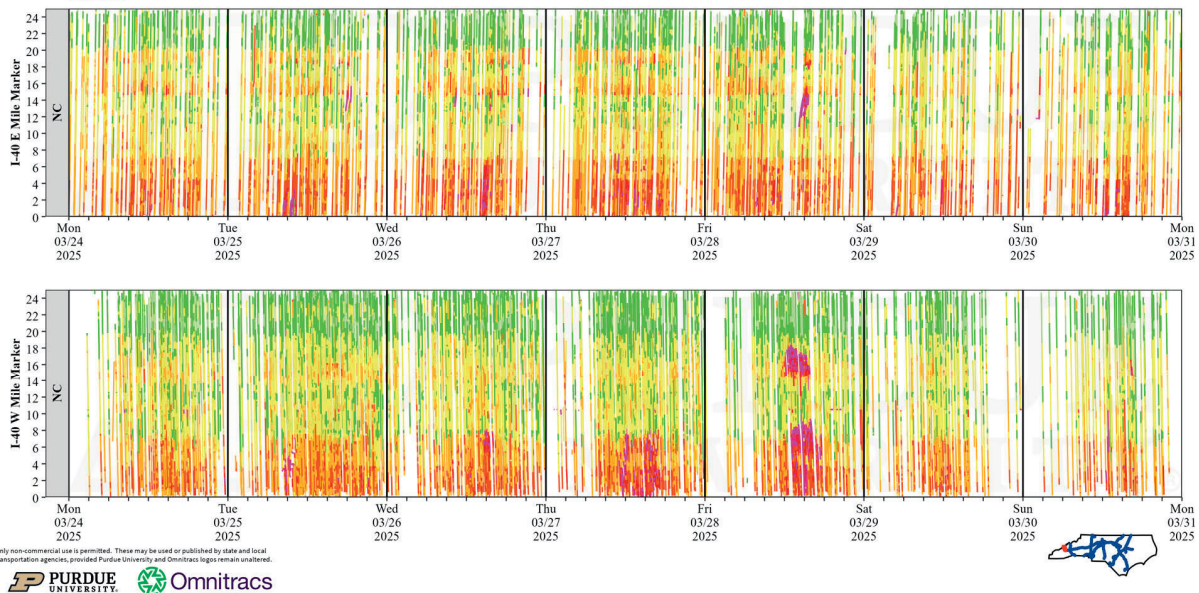 I-40 E Mile Marker
24
22
20
18
16
14
12
10
8
6
4
2
0
NC
Mon Tue Wed Thu Fri Sat Sun Mon
03/24 03/25 03/26 03/27 03/28 03/29 03/30 03/31
2025 2025 2025 2025 2025 2025 2025 2025
I-40 W Mile Marker
24
22
20
18
16
14
12
10
8
6
4
2
0
NC
Mon Tue Wed Thu Fri Sat Sun Mon
03/24 03/25 03/26 03/27 03/28 03/29 03/30 03/31
2025 2025 2025 2025 2025 2025 2025 2025
nly non-commercial use is permitted. These may be used or published by state and local
ansportation agencies, provided Purdue University and Omnitracs logos remain unaltered.
PURDUE
UNIVERSITY®
Omnitracs